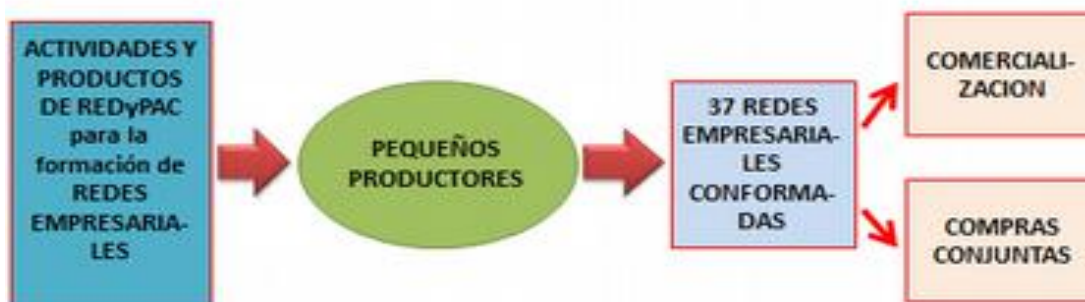 ACTIVIDADES Y
PRODUCTOS
DE REDyPAC
para la
formación de
REDES
EMPRESARIA-
LES
PEQUEÑOS
PRODUCTORES
37 REDES
EMPRESARIA-
LES
CONFORMA-
DAS
COMERCIALI-
ZACION
COMPRAS
CONJUNTAS